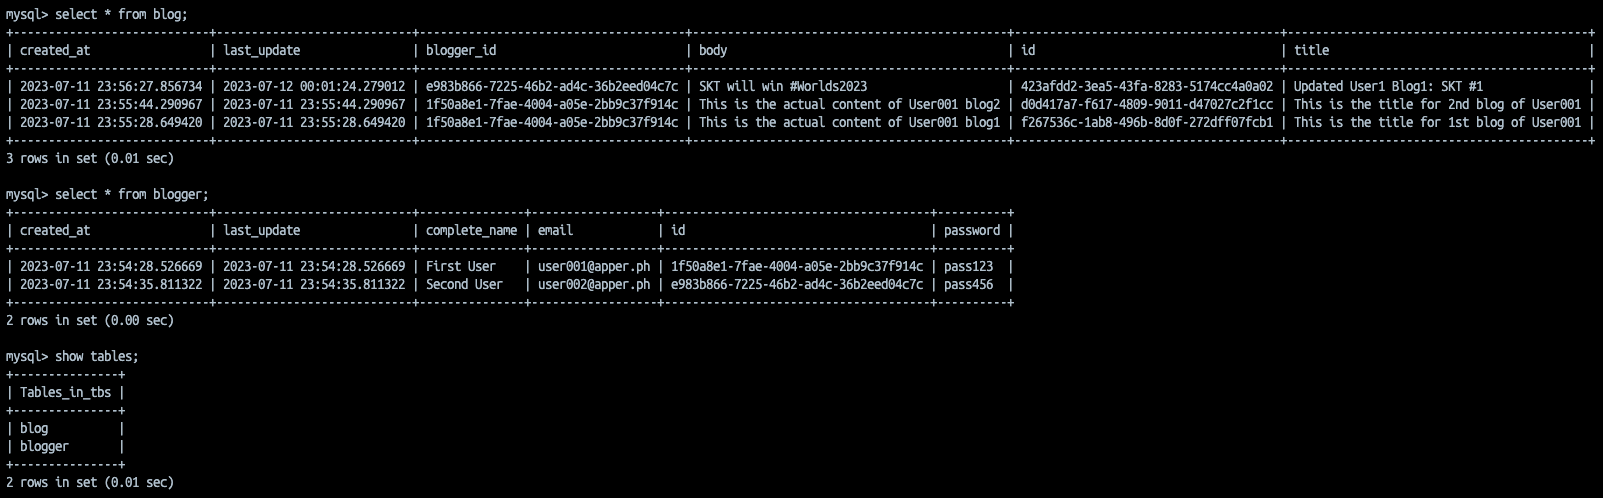 mysql> select * from blog;
+----------------------------+----------------------------+--------------------------------------+---------------------------------------------+--------------------------------------+------------------------------------------+
| created_at                 | last_update                | blogger_id                           | body                                        | id                                   | title                                    |
+----------------------------+----------------------------+--------------------------------------+---------------------------------------------+--------------------------------------+------------------------------------------+
| 2023-07-11 23:56:27.856734 | 2023-07-12 00:01:24.279012 | e983b866-7225-46b2-ad4c-36b2eed04c7c | SKT will win #Worlds2023                    | 423afdd2-3ea5-43fa-8283-5174cc4a0a02 | Updated User1 Blog1: SKT #1              |
| 2023-07-11 23:55:44.290967 | 2023-07-11 23:55:44.290967 | 1f50a8e1-7fae-4004-a05e-2bb9c37f914c | This is the actual content of User001 blog2 | d0d417a7-f617-4809-9011-d47027c2f1cc | This is the title for 2nd blog of User001 |
| 2023-07-11 23:55:28.649420 | 2023-07-11 23:55:28.649420 | 1f50a8e1-7fae-4004-a05e-2bb9c37f914c | This is the actual content of User001 blog1 | f267536c-1ab8-496b-8d0f-272dff07fcb1 | This is the title for 1st blog of User001 |
+----------------------------+----------------------------+--------------------------------------+---------------------------------------------+--------------------------------------+------------------------------------------+
3 rows in set (0.01 sec)
mysql> select * from blogger;
+----------------------------+----------------------------+---------------+------------------+--------------------------------------+----------+
| created_at                 | last_update                | complete_name | email            | id                                   | password |
+----------------------------+----------------------------+---------------+------------------+--------------------------------------+----------+
| 2023-07-11 23:54:28.526669 | 2023-07-11 23:54:28.526669 | First User    | user001@apper.ph | 1f50a8e1-7fae-4004-a05e-2bb9c37f914c | pass123  |
| 2023-07-11 23:54:35.811322 | 2023-07-11 23:54:35.811322 | Second User   | user002@apper.ph | e983b866-7225-46b2-ad4c-36b2eed04c7c | pass456  |
+----------------------------+----------------------------+---------------+------------------+--------------------------------------+----------+
2 rows in set (0.00 sec)
mysql> show tables;
+---------------+
| Tables_in_tbs |
+---------------+
| blog          |
| blogger       |
+---------------+
2 rows in set (0.01 sec)